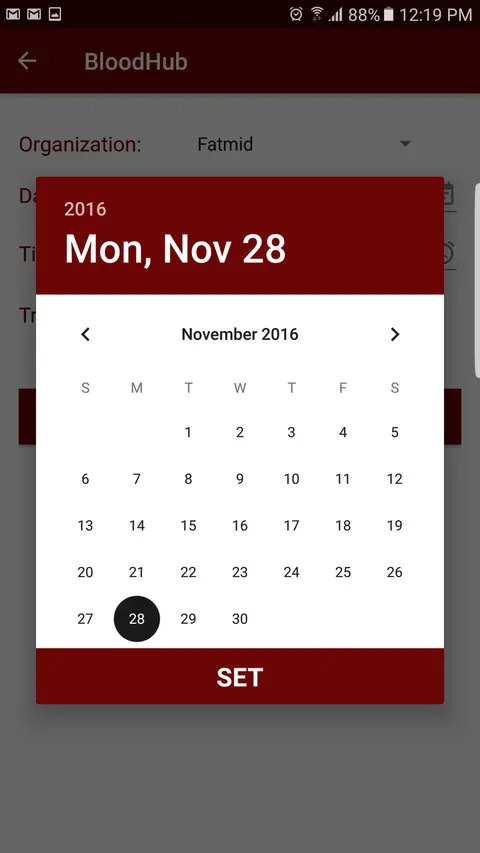 88% 12:19 PM
BloodHub
Organization: Fatmid
2016
Mon, Nov 28
November 2016
S M T W T F S
1 2 3 4 5
6 7 8 9 10 11 12
13 14 15 16 17 18 19
20 21 22 23 24 25 26
27 28 29 30
SET